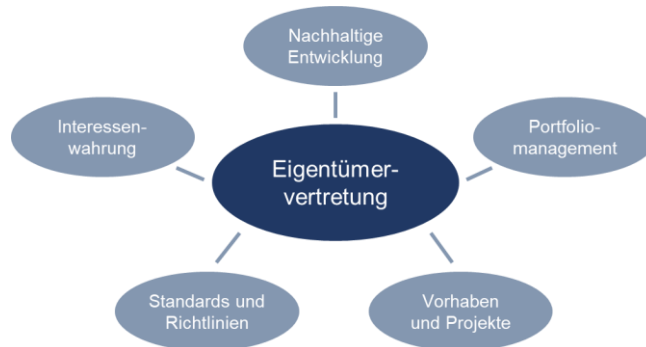 Nachhaltige
Entwicklung
Interessen-
wahrung
Portfolio-
management
Eigentümer-
vertretung
Standards und
Richtlinien
Vorhaben
und Projekte